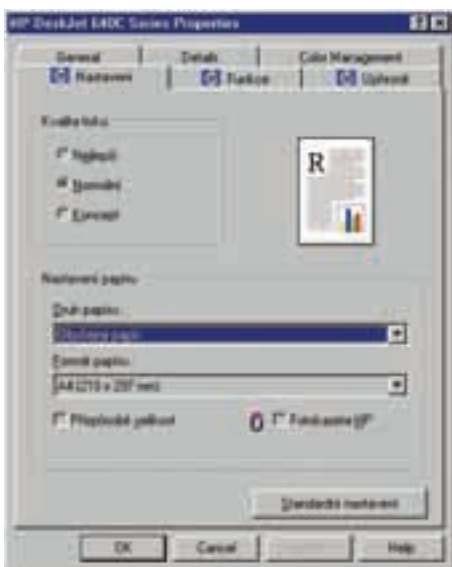 HP DeskJet 640C Series Properties
General Details Color Management
Nastavení Funkce Upřesnit
Kvalita tisku
Nejlepší
Normální
Koncept
R
Nastavení papíru
Druh papíru:
Obyčejný papír
Formát papíru:
A4 (210 x 297 mm)
Přizpůsobit velikost
Fotokazeta HP
Standardní nastavení
OK Cancel Help